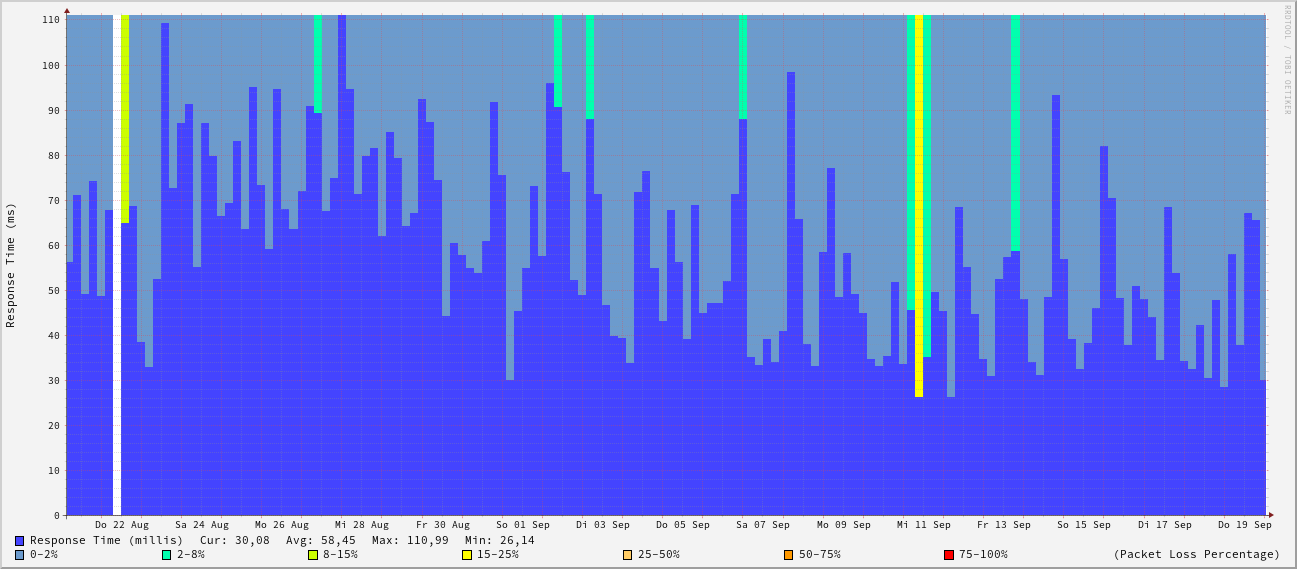 RRDTOOL / TOBI OETIKER
Response Time (ms)
110
100
90
80
70
60
50
40
30
20
10
0
Do 22 Aug Sa 24 Aug Mo 26 Aug Mi 28 Aug Fr 30 Aug So 01 Sep Di 03 Sep Do 05 Sep Sa 07 Sep Mo 09 Sep Mi 11 Sep Fr 13 Sep So 15 Sep Di 17 Sep Do 19 Sep
Response Time (millis) Cur: 30,08 Avg: 58,45 Max: 110,99 Min: 26,14
0-2% 2-8% 8-15% 15-25% 25-50% 50-75% 75-100% (Packet Loss Percentage)